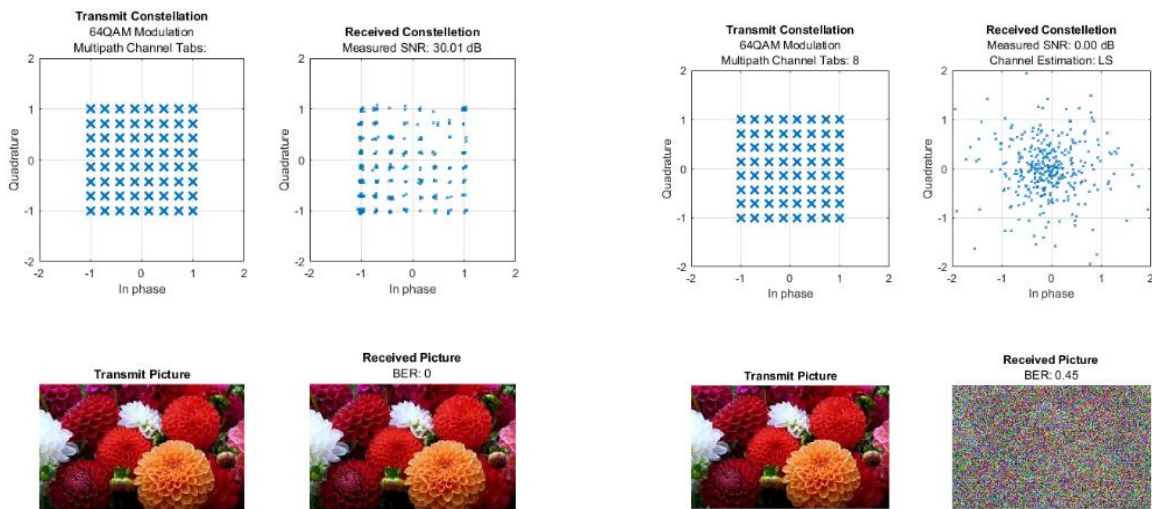 Transmit Constellation
64QAM Modulation
Multipath Channel Tabs:
2
1
0
-1
-2
Quadrature
-2
-1
0
1
2
In phase
Received Constelletion
Measured SNR: 30.01 dB
2
1
0
-1
-2
Quadrature
-2
-1
0
1
2
In phase
Transmit Constellation
64QAM Modulation
Multipath Channel Tabs: 8
2
1
0
-1
-2
Quadrature
-2
-1
0
1
2
In phase
Received Constelletion
Measured SNR: 0.00 dB
Channel Estimation: LS
2
1
0
-1
-2
Quadrature
-2
-1
0
1
2
In phase
Transmit Picture
Received Picture
BER: 0
Transmit Picture
Received Picture
BER: 0.45